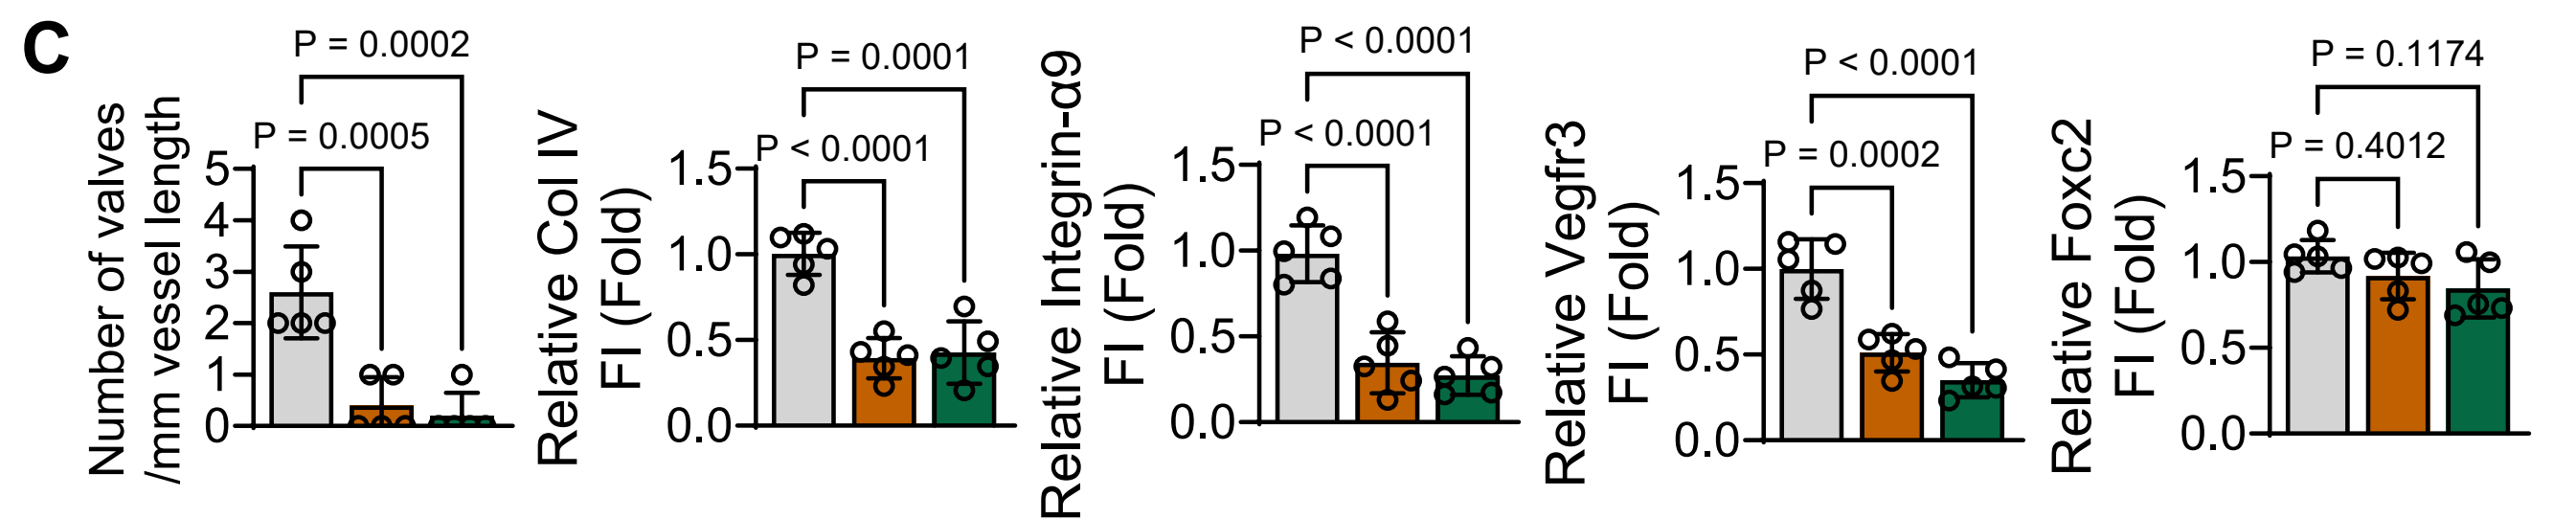 C
Number of valves
/mm vessel length
P = 0.0002
P = 0.0005
5
4
3
2
1
0
Relative Col IV
FI (Fold)
P = 0.0001
P < 0.0001
1.5
1.0
0.5
0.0
Relative Integrin-α9
FI (Fold)
P < 0.0001
P < 0.0001
1.5
1.0
0.5
0.0
Relative Vegfr3
FI (Fold)
P < 0.0001
P = 0.0002
1.5
1.0
0.5
0.0
Relative Foxc2
FI (Fold)
P = 0.1174
P = 0.4012
1.5
1.0
0.5
0.0